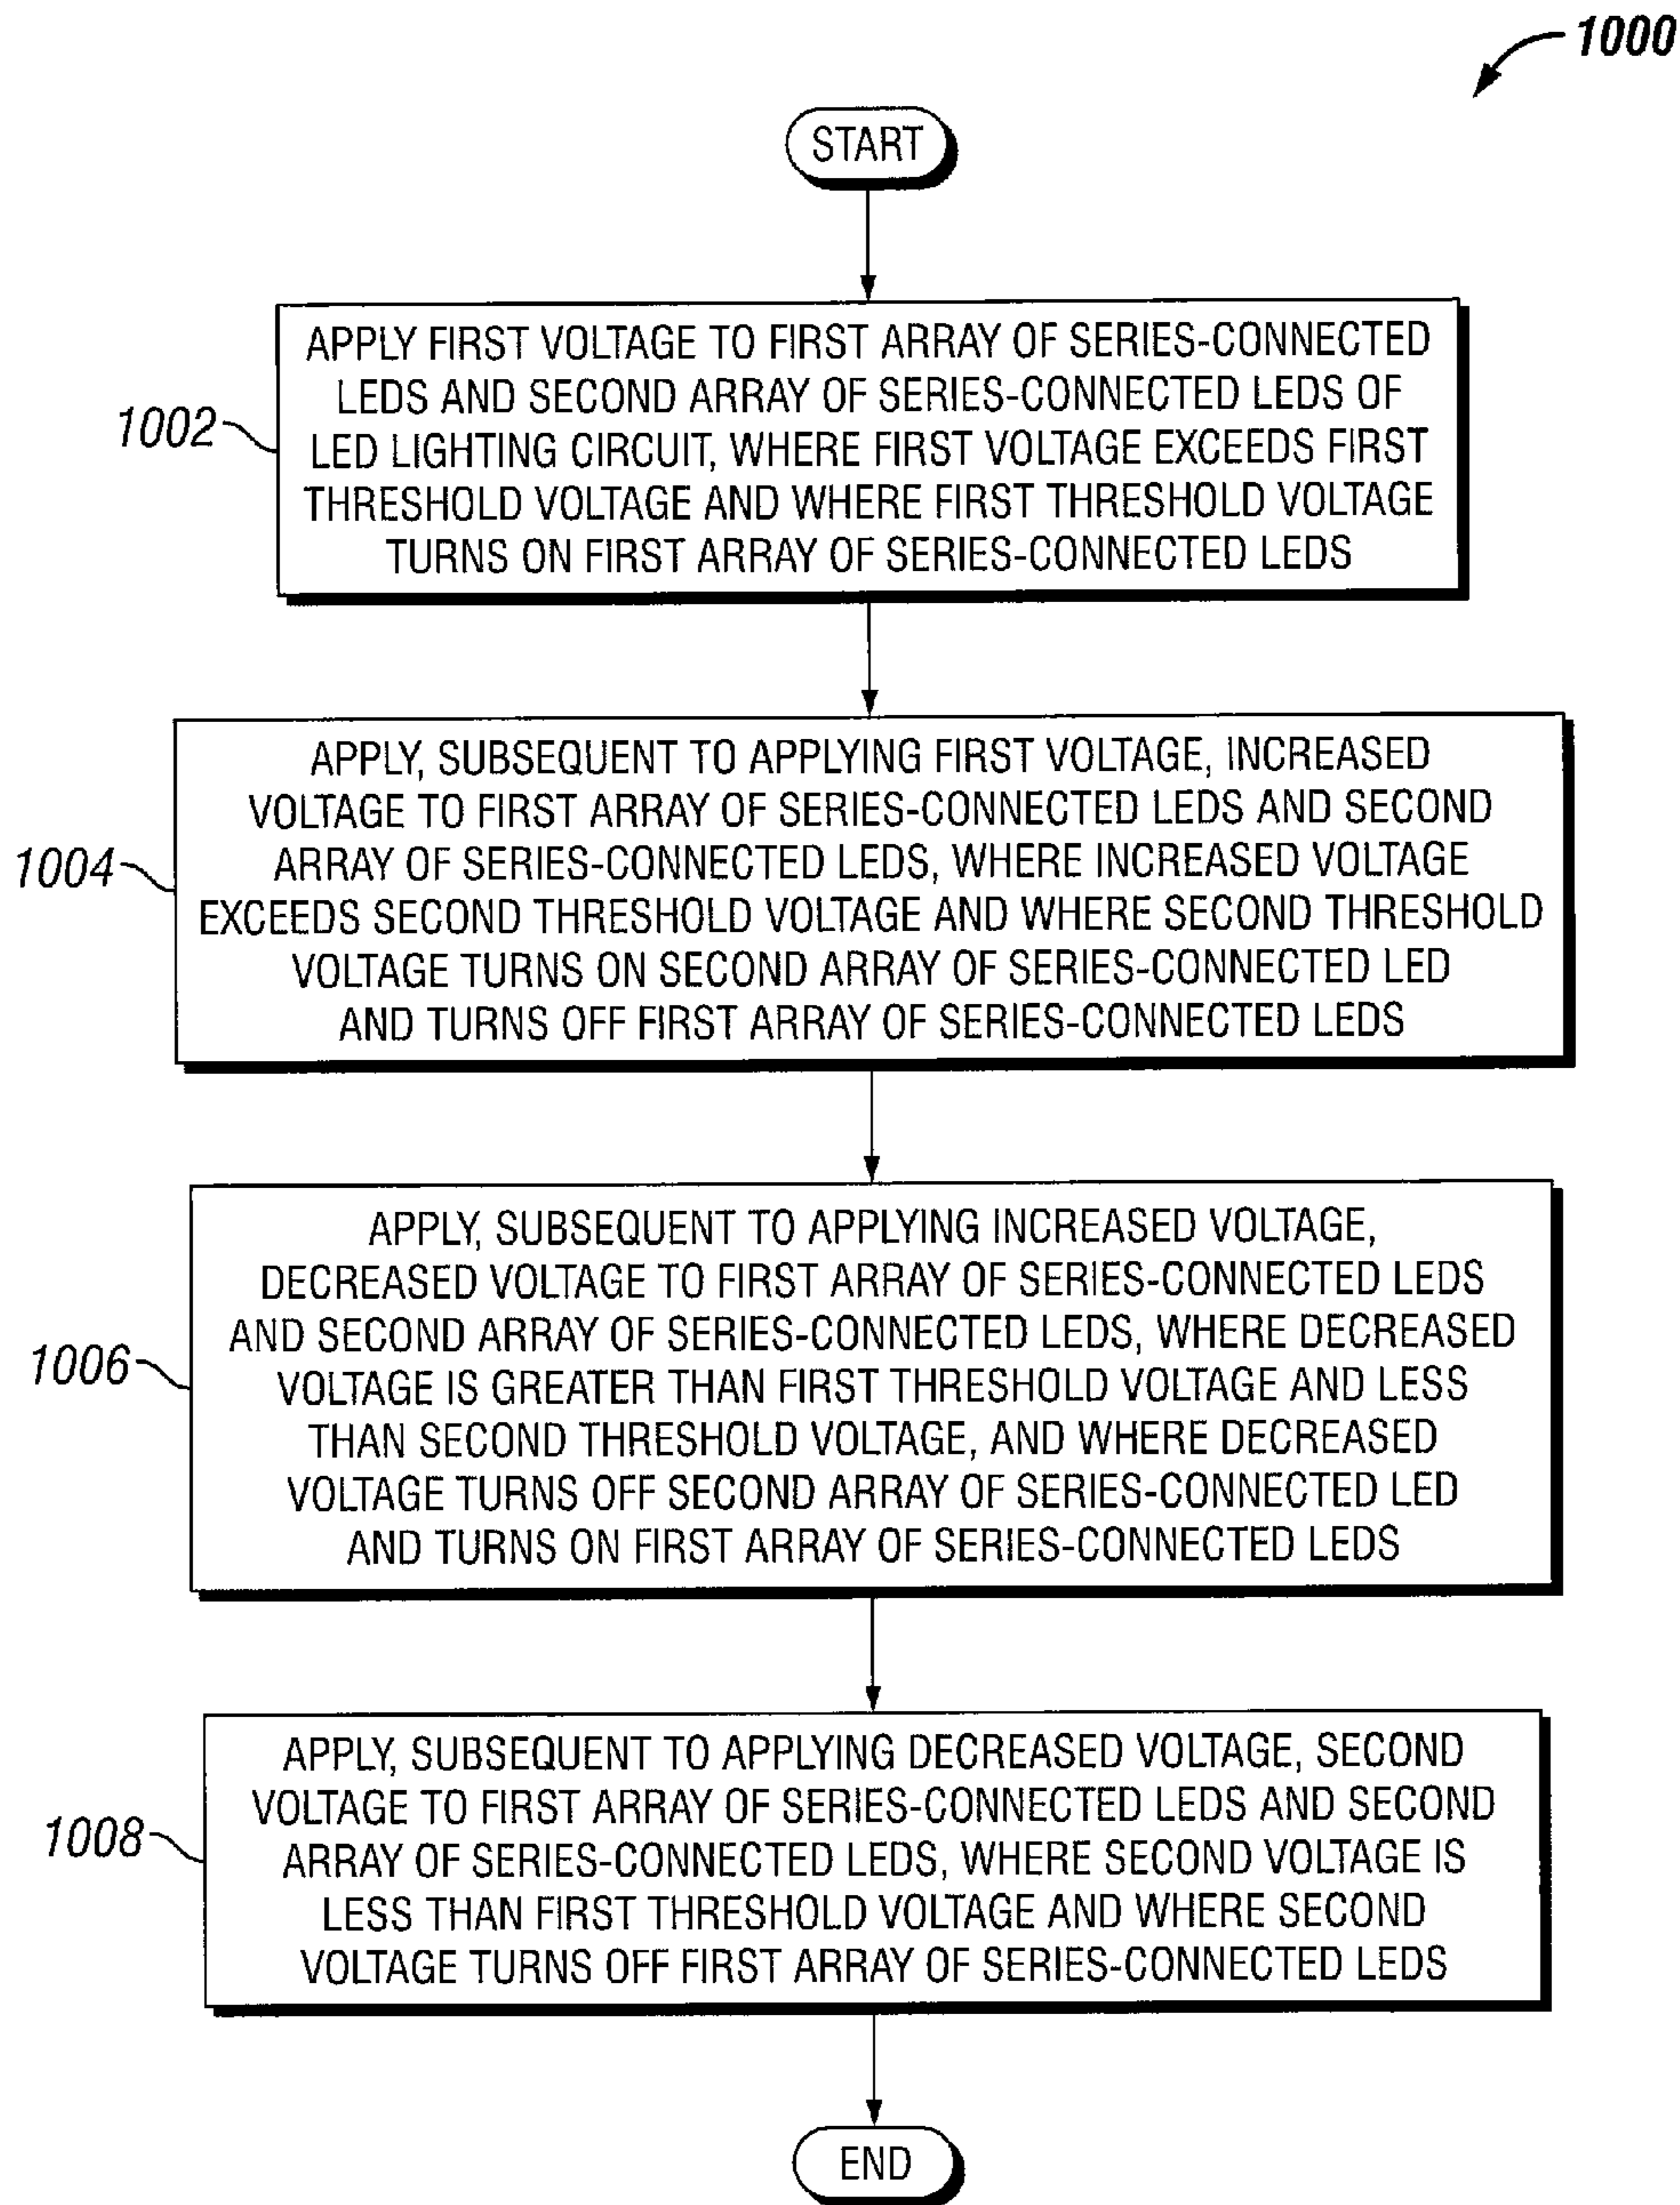 1000
START
1002
APPLY FIRST VOLTAGE TO FIRST ARRAY OF SERIES-CONNECTED
LEDS AND SECOND ARRAY OF SERIES-CONNECTED LEDS OF
LED LIGHTING CIRCUIT, WHERE FIRST VOLTAGE EXCEEDS FIRST
THRESHOLD VOLTAGE AND WHERE FIRST THRESHOLD VOLTAGE
TURNS ON FIRST ARRAY OF SERIES-CONNECTED LEDS
1004
APPLY, SUBSEQUENT TO APPLYING FIRST VOLTAGE, INCREASED
VOLTAGE TO FIRST ARRAY OF SERIES-CONNECTED LEDS AND SECOND
ARRAY OF SERIES-CONNECTED LEDS, WHERE INCREASED VOLTAGE
EXCEEDS SECOND THRESHOLD VOLTAGE AND WHERE SECOND THRESHOLD
VOLTAGE TURNS ON SECOND ARRAY OF SERIES-CONNECTED LED
AND TURNS OFF FIRST ARRAY OF SERIES-CONNECTED LEDS
1006
APPLY, SUBSEQUENT TO APPLYING INCREASED VOLTAGE,
DECREASED VOLTAGE TO FIRST ARRAY OF SERIES-CONNECTED LEDS
AND SECOND ARRAY OF SERIES-CONNECTED LEDS, WHERE DECREASED
VOLTAGE IS GREATER THAN FIRST THRESHOLD VOLTAGE AND LESS
THAN SECOND THRESHOLD VOLTAGE, AND WHERE DECREASED
VOLTAGE TURNS OFF SECOND ARRAY OF SERIES-CONNECTED LED
AND TURNS ON FIRST ARRAY OF SERIES-CONNECTED LEDS
1008
APPLY, SUBSEQUENT TO APPLYING DECREASED VOLTAGE, SECOND
VOLTAGE TO FIRST ARRAY OF SERIES-CONNECTED LEDS AND SECOND
ARRAY OF SERIES-CONNECTED LEDS, WHERE SECOND VOLTAGE IS
LESS THAN FIRST THRESHOLD VOLTAGE AND WHERE SECOND
VOLTAGE TURNS OFF FIRST ARRAY OF SERIES-CONNECTED LEDS
END